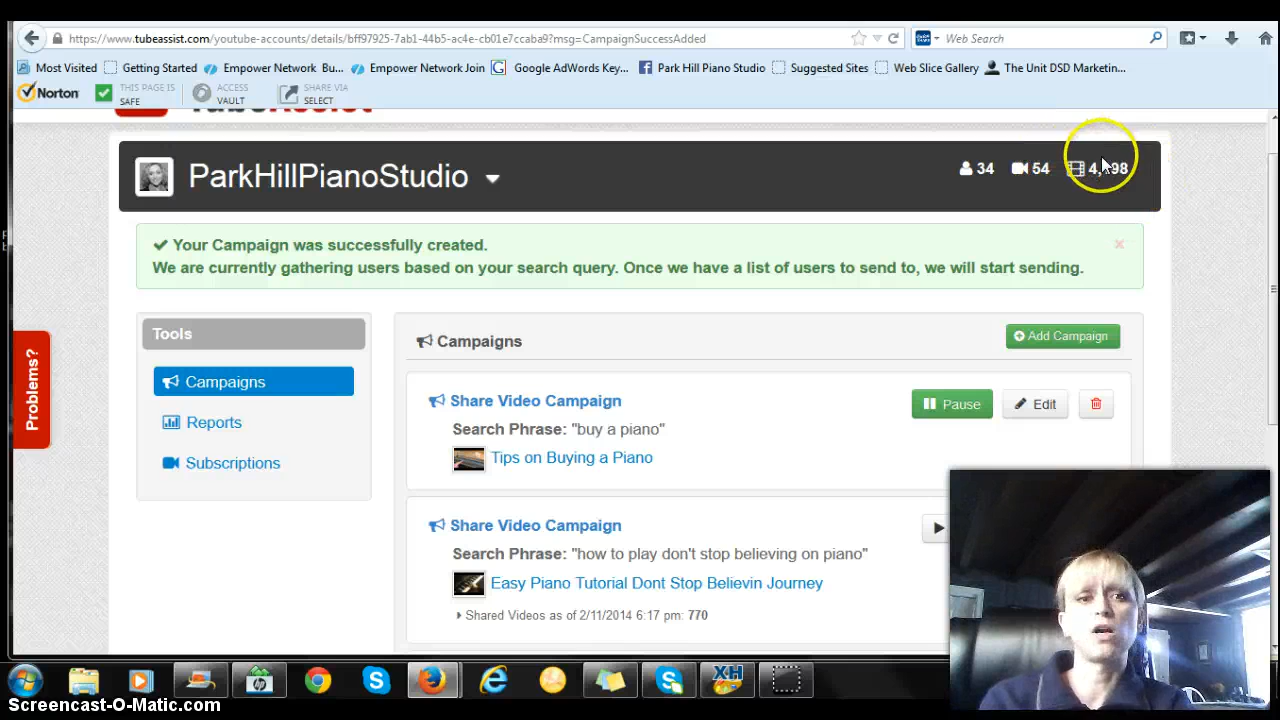 https://www.tubeassist.com/youtube-accounts/details/bff97925-7ab1-44b5-ac4e-cb01e7ccaba9?msg=CampaignSuccessAdded
Web Search
Most Visited Getting Started Empower Network Bu... Empower Network Join Google AdWords Key... Park Hill Piano Studio Suggested Sites Web Slice Gallery The Unit DSD Marketin...
Norton THIS PAGE IS SAFE ACCESS VAULT SHARE VIA SELECT
ParkHillPianoStudio 34 54
Your Campaign was successfully created.
We are currently gathering users based on your search query. Once we have a list of users to send to, we will start sending.
Problems?
Tools
Campaigns
Reports
Subscriptions
Campaigns Add Campaign
Share Video Campaign Pause Edit
Search Phrase: "buy a piano"
Tips on Buying a Piano
Share Video Campaign
Search Phrase: "how to play don't stop believing on piano"
Easy Piano Tutorial Dont Stop Believin Journey
Shared Videos as of 2/11/2014 6:17 pm: 770
Screencast-O-Matic.com